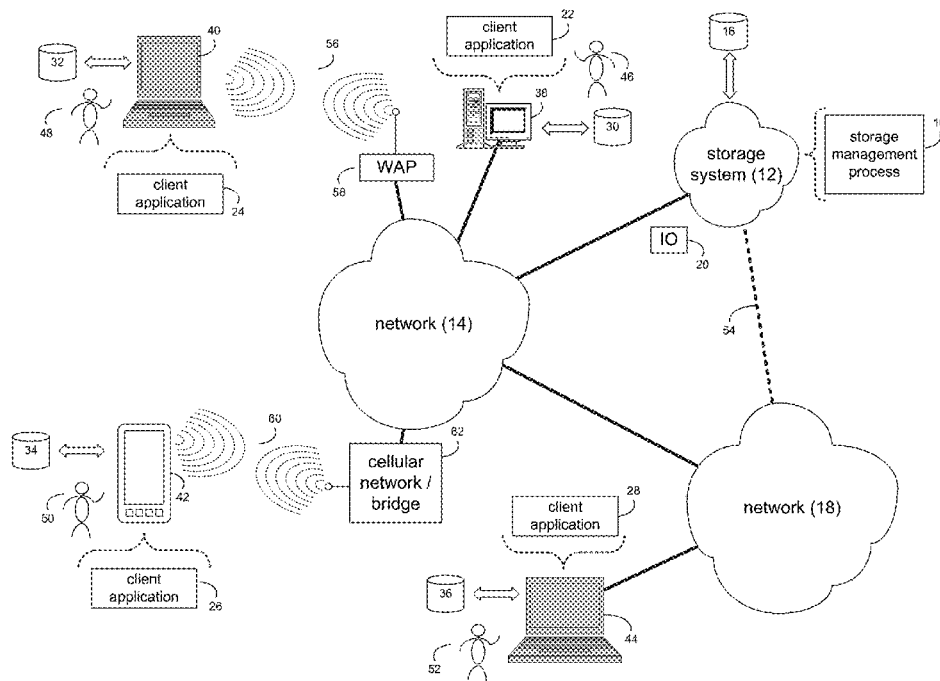 40
56
22
client
application
46
16
32
48
38
30
storage
system (12)
storage
management
process
WAP
58
client
application
24
IO
20
network (14)
54
60
62
34
42
50
cellular
network /
bridge
28
client
application
network (18)
client
application
26
36
44
52